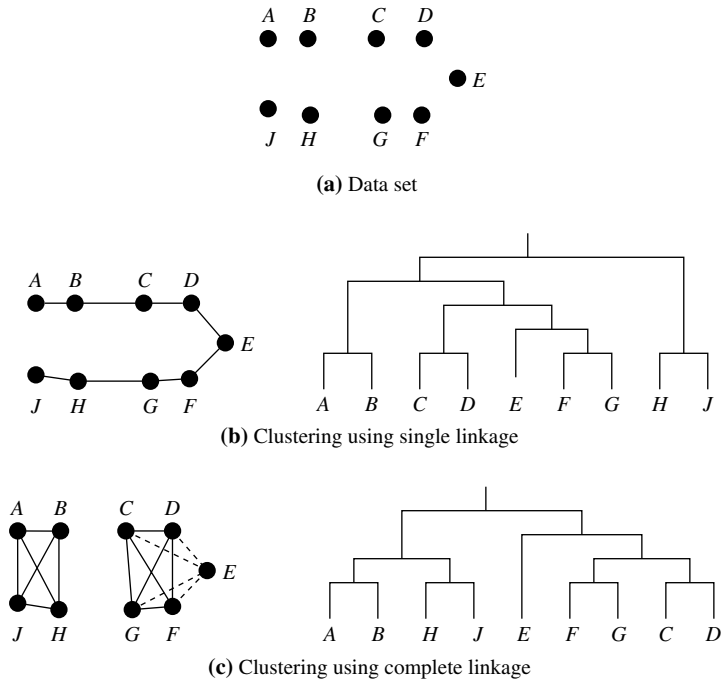 A B C D
E
J H G F
(a) Data set
A B C D
E
J H G F
A B C D E F G H J
(b) Clustering using single linkage
A B C D
E
J H G F
A B H J E F G C D
(c) Clustering using complete linkage